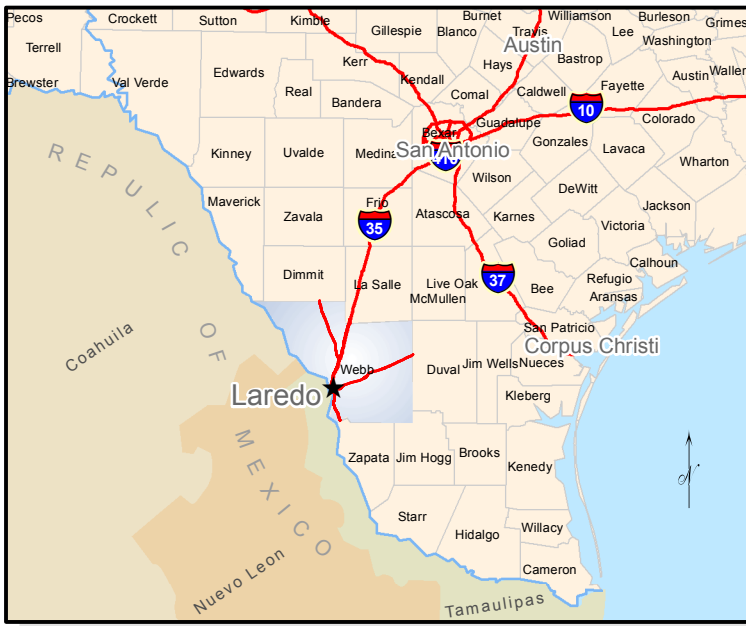 Pecos
Crockett
Sutton
Kimble
Gillespie
Burnet
Blanco
Travis
Williamson
Lee
Burleson
Grimes
Washington
Terrell
Austin
Bastrop
Hays
Kerr
Edwards
Kendall
Brewster
Val Verde
Real
Bandera
Comal
Caldwell
Fayette
Austin
Waller
10
Colorado
Guadalupe
Bexar
San Antonio
Kinney
Uvalde
Medina
Gonzales
Lavaca
Wharton
Wilson
DeWitt
Maverick
Zavala
Frio
35
Atascosa
Karnes
Jackson
Victoria
Goliad
Calhoun
Dimmit
La Salle
Live Oak
McMullen
37
Bee
Refugio
Aransas
San Patricio
Corpus Christi
Coahuila
Webb
Duval
Jim Wells
Nueces
Laredo
Kleberg
REPULIC OF MEXICO
Zapata
Jim Hogg
Brooks
Kenedy
N
Starr
Hidalgo
Willacy
Cameron
Nuevo Leon
Tamaulipas